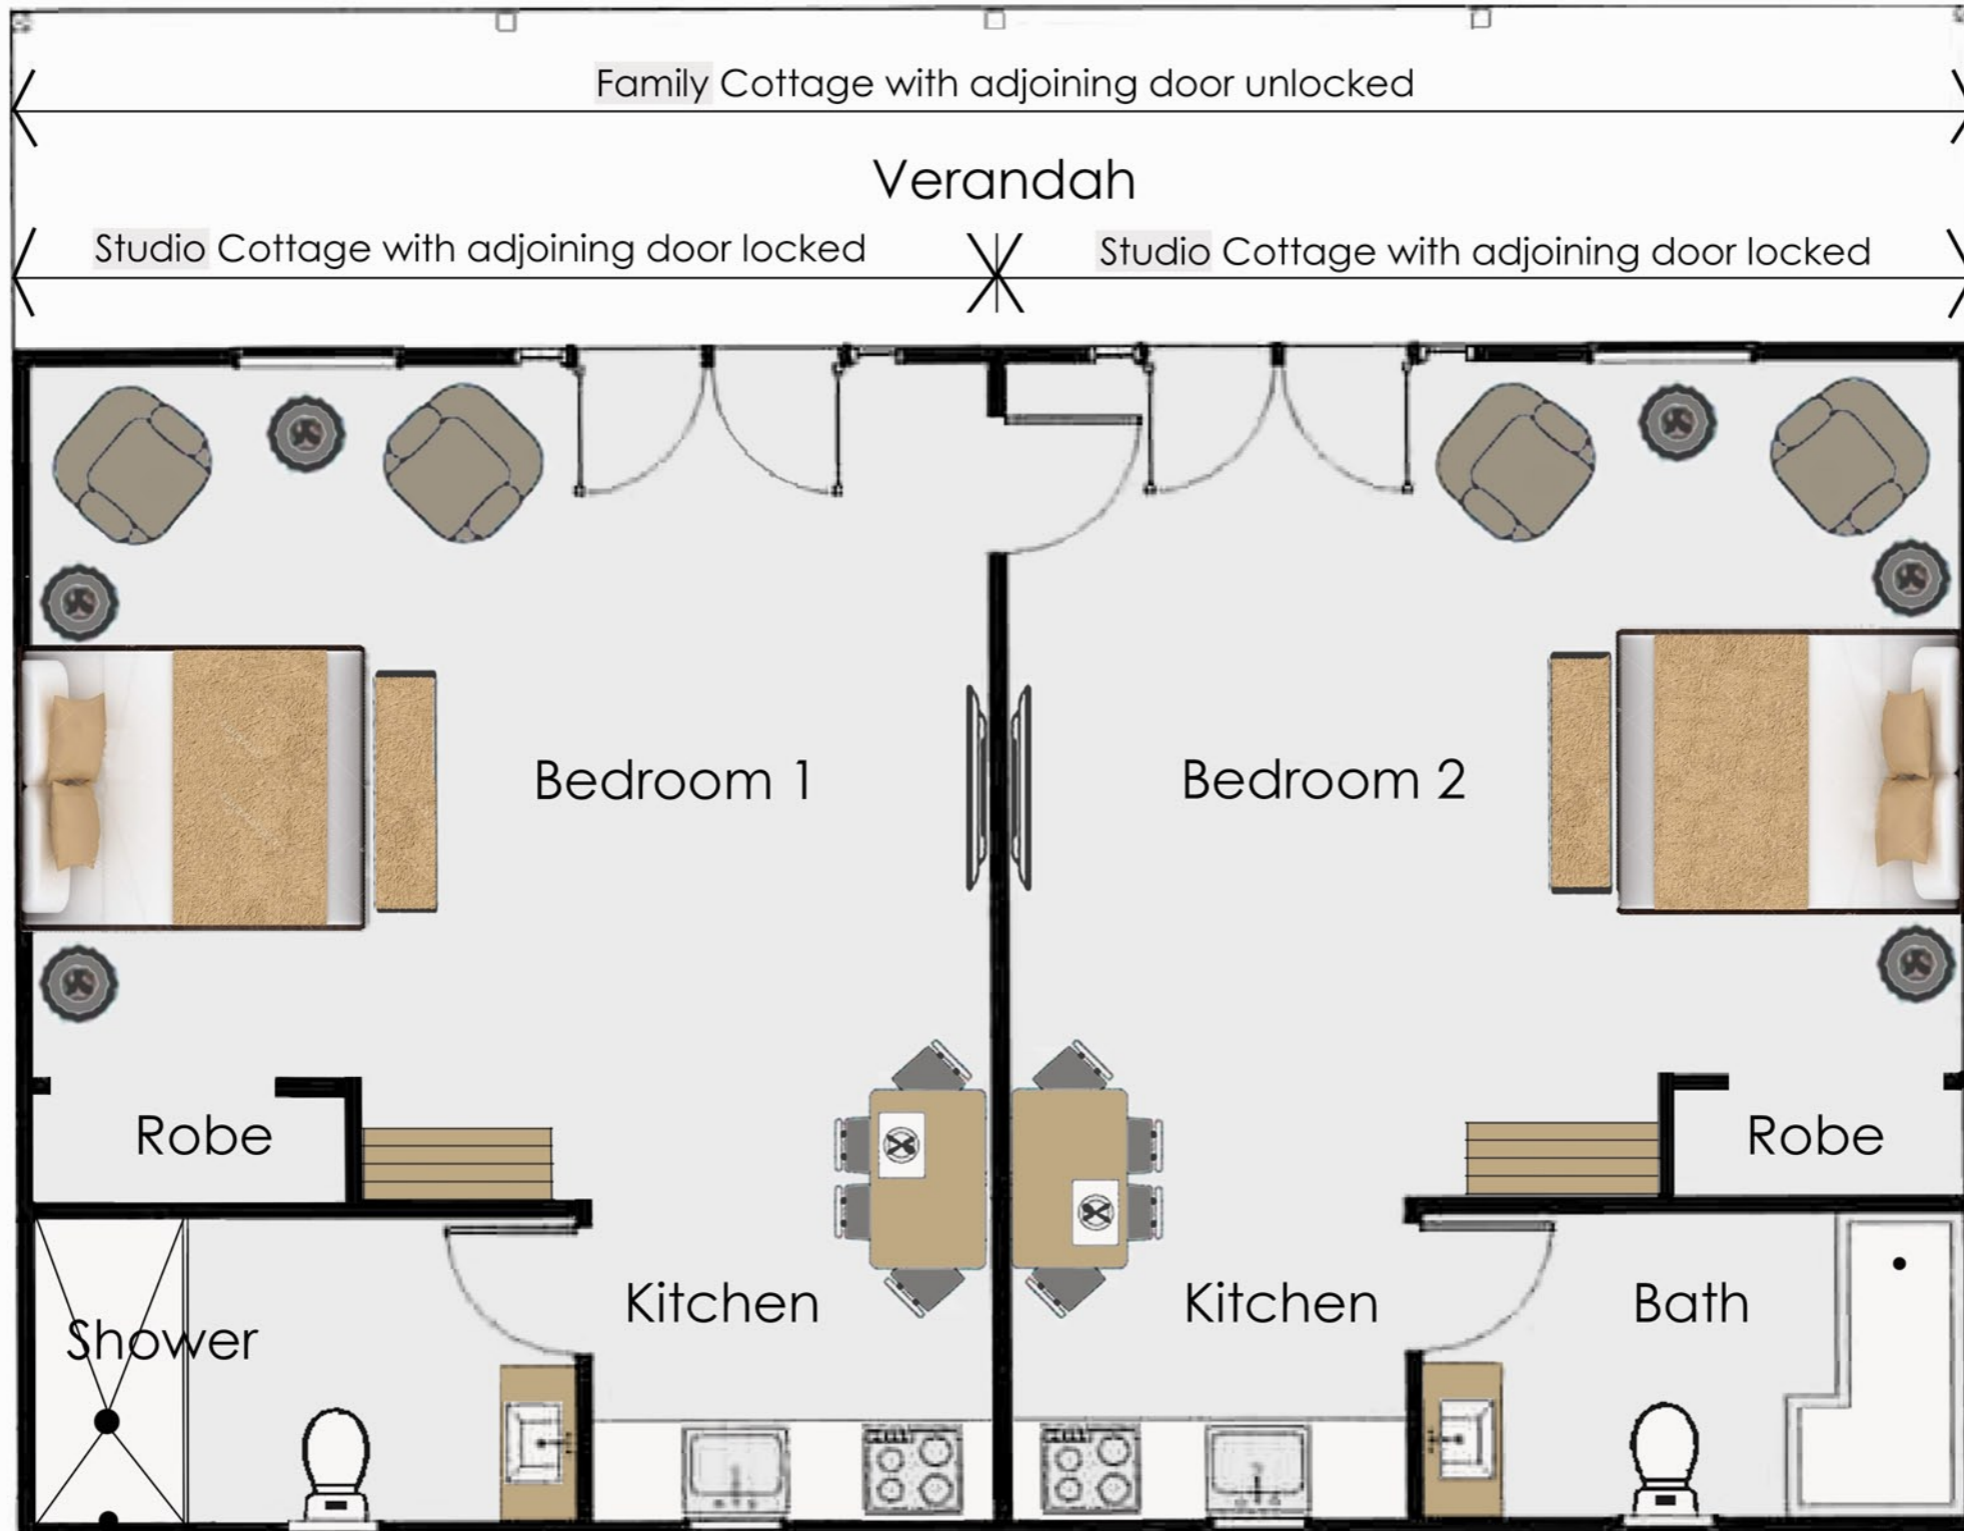 Family Cottage with adjoining door unlocked
Verandah
Studio Cottage with adjoining door locked
Studio Cottage with adjoining door locked
Bedroom 1
Bedroom 2
Robe
Robe
Kitchen
Kitchen
Bath
Shower